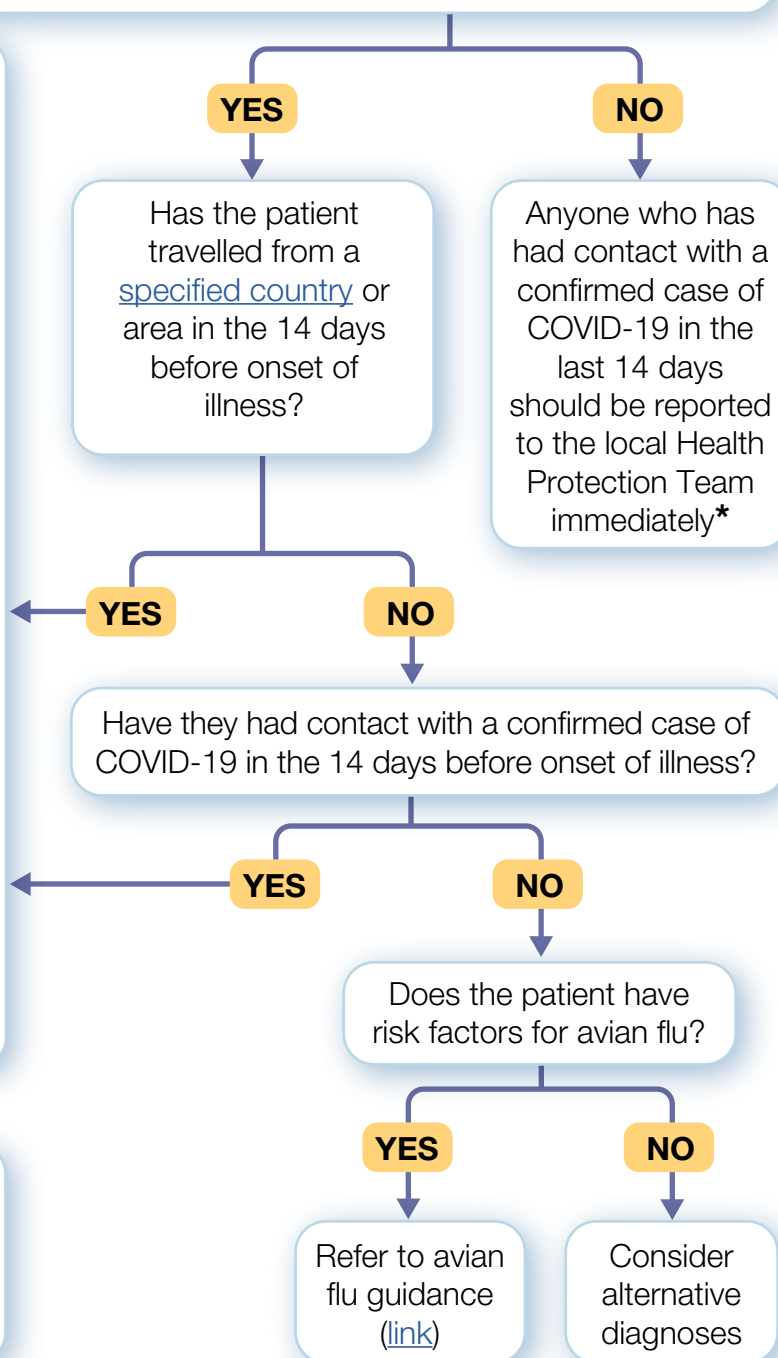 YES
NO
Has the patient
travelled from a
specified country or
area in the 14 days
before onset of
illness?
Anyone who has
had contact with a
confirmed case of
COVID-19 in the
last 14 days
should be reported
to the local Health
Protection Team
immediately*
YES
NO
Have they had contact with a confirmed case of
COVID-19 in the 14 days before onset of illness?
YES
NO
Does the patient have
risk factors for avian flu?
YES
NO
Refer to avian
flu guidance
(link)
Consider
alternative
diagnoses